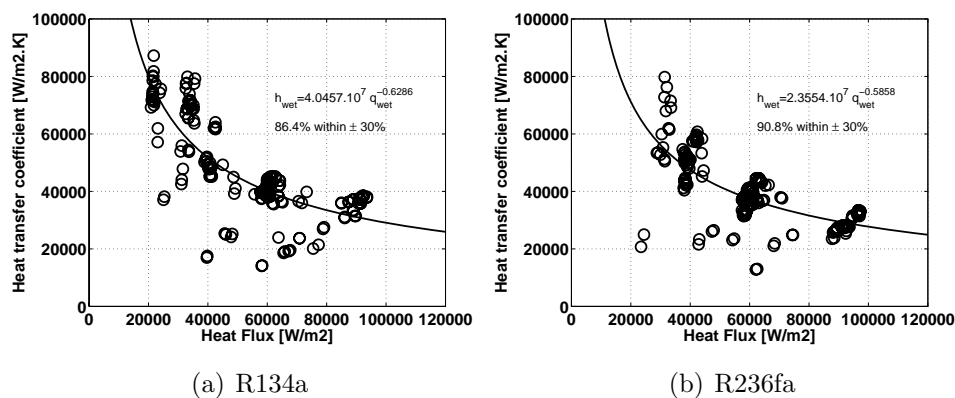 100000
80000
60000
40000
20000
0
Heat transfer coefficient [W/m2.K]
h_wet=4.0457.10^7 q_wet^−0.6286
86.4% within ± 30%
0 20000 40000 60000 80000 100000 120000
Heat Flux [W/m2]
(a) R134a
100000
80000
60000
40000
20000
0
Heat transfer coefficient [W/m2.K]
h_wet=2.3554.10^7 q_wet^−0.5858
90.8% within ± 30%
0 20000 40000 60000 80000 100000 120000
Heat Flux [W/m2]
(b) R236fa